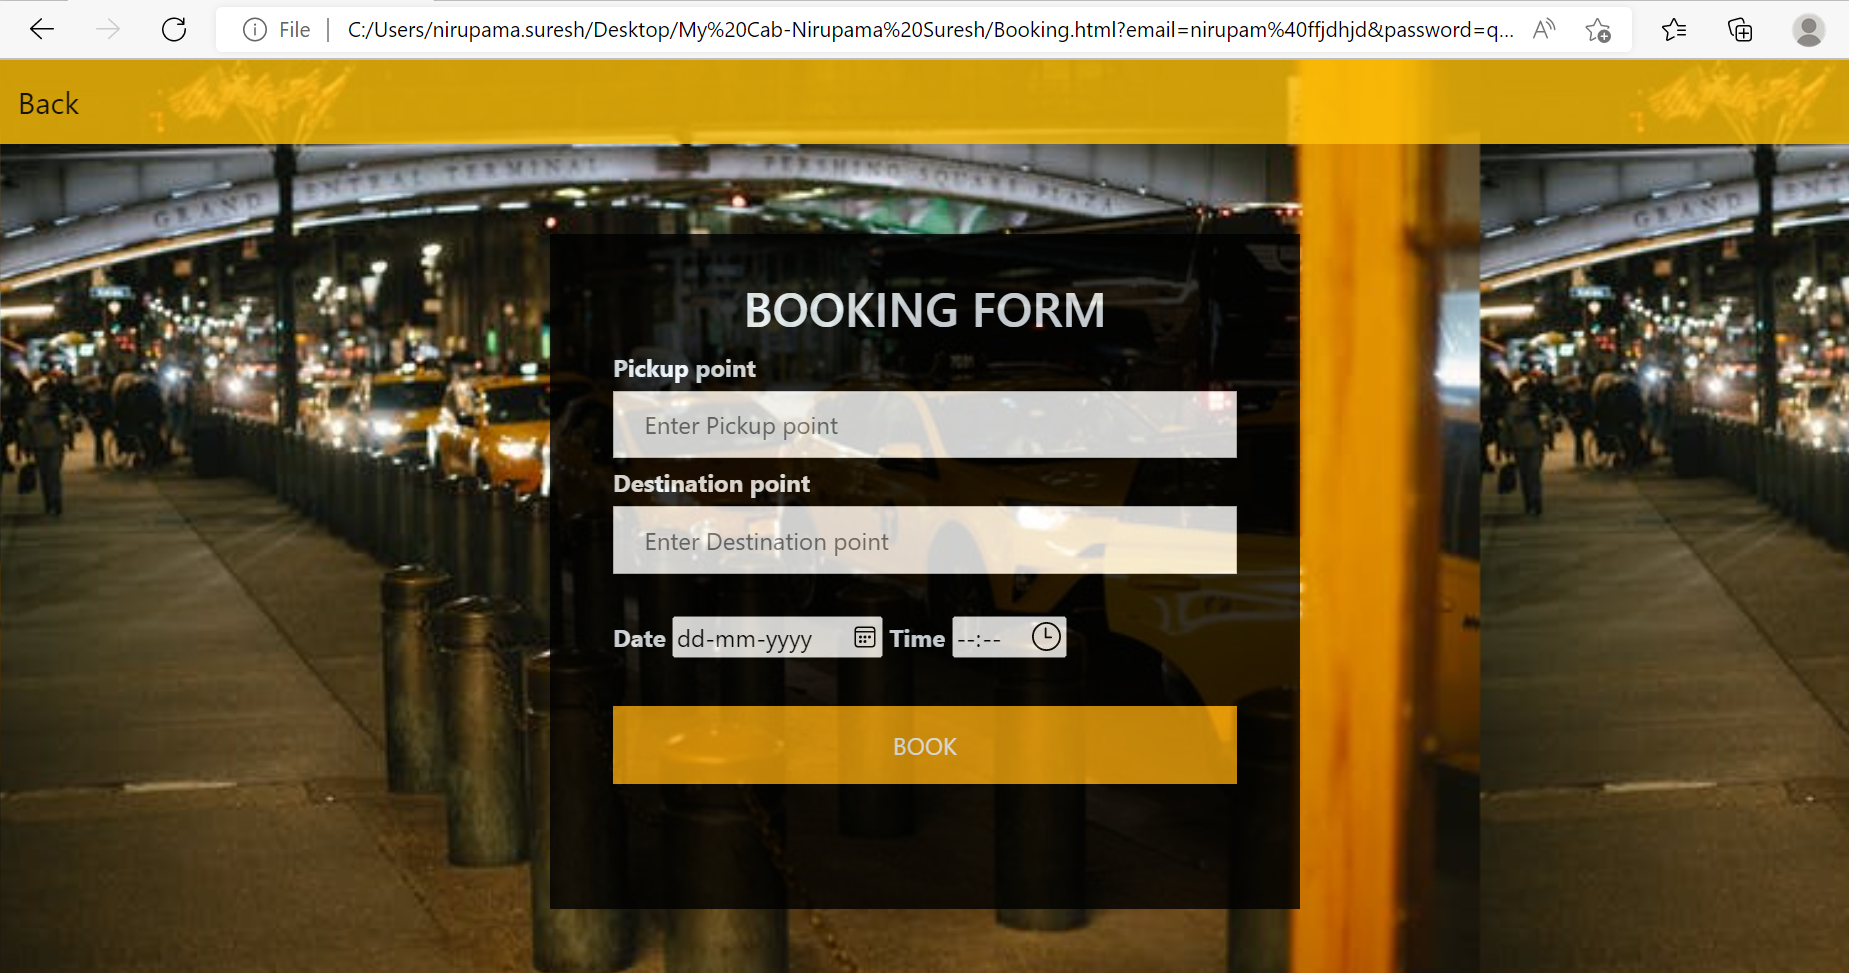 File
C:/Users/nirupama.suresh/Desktop/My%20Cab-Nirupama%20Suresh/Booking.html?email=nirupam%40ffjdhjd&password=q...
Back
GRAND CENTRAL TERMINAL
PERSHING SQUARE PLAZA
GRAND ENT
BOOKING FORM
Pickup point
Enter Pickup point
Destination point
Enter Destination point
Date dd-mm-yyyy Time --:--
BOOK